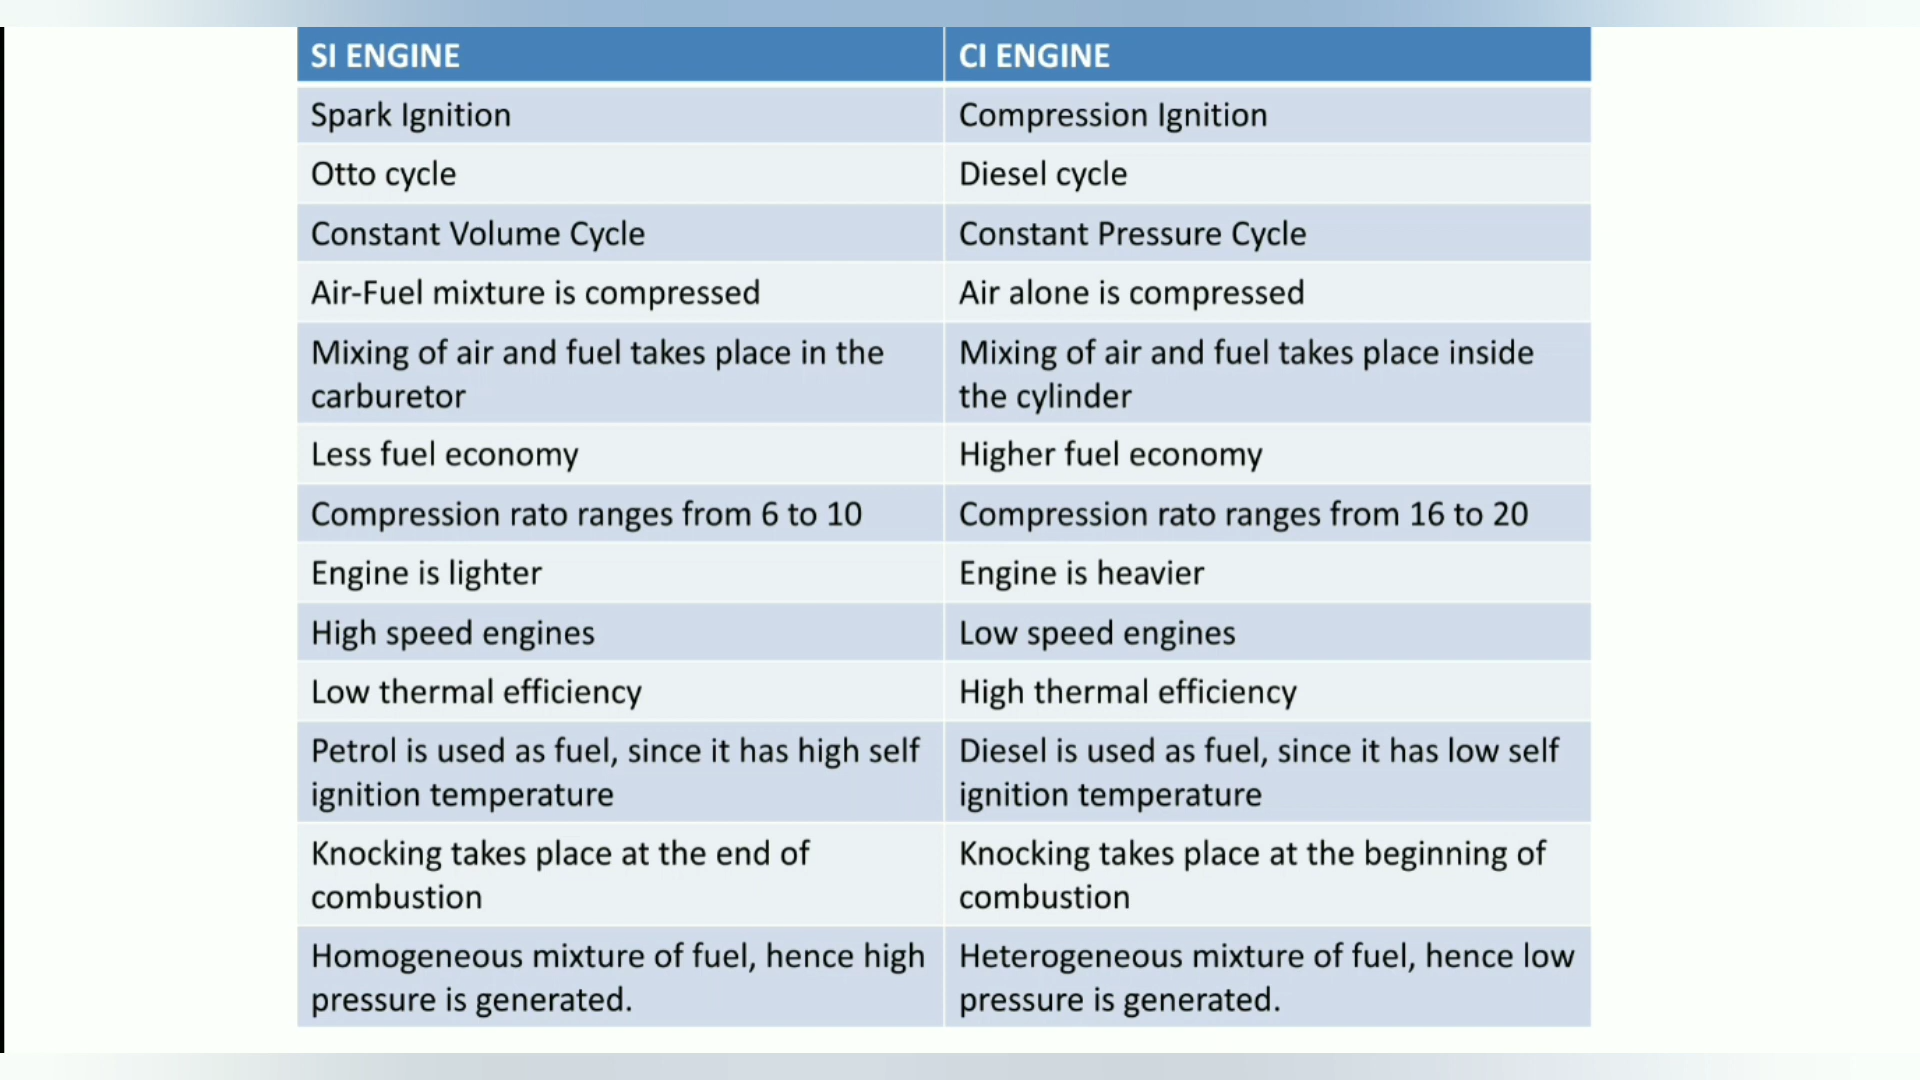 SI ENGINE
CI ENGINE
Spark Ignition
Compression Ignition
Otto cycle
Diesel cycle
Constant Volume Cycle
Constant Pressure Cycle
Air-Fuel mixture is compressed
Air alone is compressed
Mixing of air and fuel takes place in the
carburetor
Mixing of air and fuel takes place inside
the cylinder
Less fuel economy
Higher fuel economy
Compression rato ranges from 6 to 10
Compression rato ranges from 16 to 20
Engine is lighter
Engine is heavier
High speed engines
Low speed engines
Low thermal efficiency
High thermal efficiency
Petrol is used as fuel, since it has high self
ignition temperature
Diesel is used as fuel, since it has low self
ignition temperature
Knocking takes place at the end of
combustion
Knocking takes place at the beginning of
combustion
Homogeneous mixture of fuel, hence high
pressure is generated.
Heterogeneous mixture of fuel, hence low
pressure is generated.